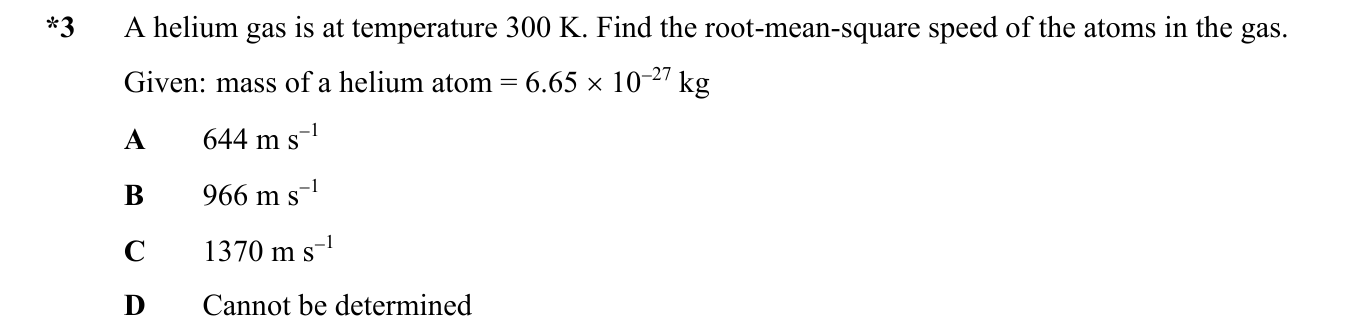 *3 A helium gas is at temperature 300 K. Find the root-mean-square speed of the atoms in the gas.
Given: mass of a helium atom = 6.65 × 10⁻²⁷ kg
A 644 m s⁻¹
B 966 m s⁻¹
C 1370 m s⁻¹
D Cannot be determined